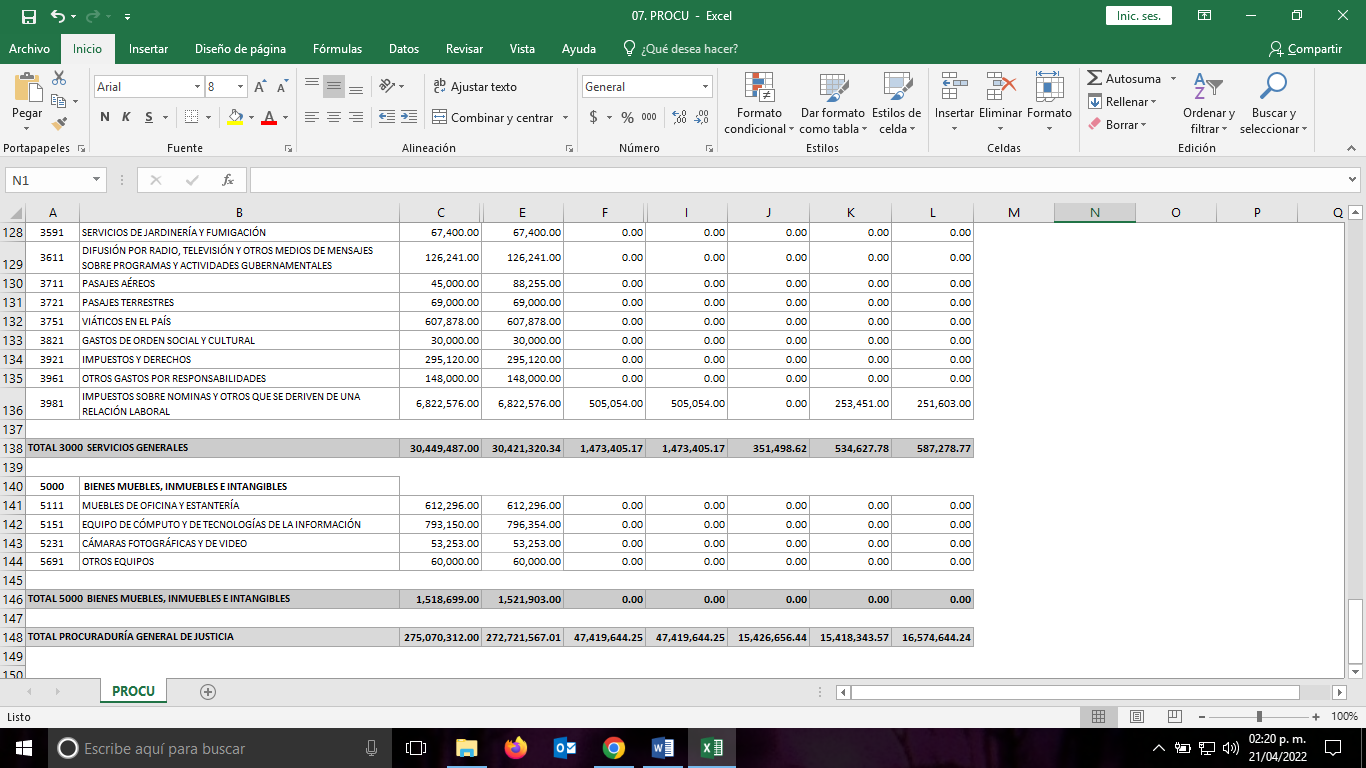 07. PROCU - Excel
Inic. ses.
Archivo Inicio Insertar Diseño de página Fórmulas Datos Revisar Vista Ayuda ¿Qué desea hacer? Compartir
Pegar
Arial 8 A A
N K S A
ab Ajustar texto
Combinar y centrar
General
$ % 000
Formato condicional
Dar formato como tabla
Estilos de celda
Insertar Eliminar Formato
Autosuma
Rellenar
Borrar
Ordenar y filtrar
Buscar y seleccionar
Portapapeles Fuente Alineación Número Estilos Celdas Edición
N1 fx
A B C E F I J K L M N O P Q
128 3591 SERVICIOS DE JARDINERÍA Y FUMIGACIÓN 67,400.00 67,400.00 0.00 0.00 0.00 0.00 0.00
129 3611 DIFUSIÓN POR RADIO, TELEVISIÓN Y OTROS MEDIOS DE MENSAJES
SOBRE PROGRAMAS Y ACTIVIDADES GUBERNAMENTALES 126,241.00 126,241.00 0.00 0.00 0.00 0.00 0.00
130 3711 PASAJES AÉREOS 45,000.00 88,255.00 0.00 0.00 0.00 0.00 0.00
131 3721 PASAJES TERRESTRES 69,000.00 69,000.00 0.00 0.00 0.00 0.00 0.00
132 3751 VIÁTICOS EN EL PAÍS 607,878.00 607,878.00 0.00 0.00 0.00 0.00 0.00
133 3821 GASTOS DE ORDEN SOCIAL Y CULTURAL 30,000.00 30,000.00 0.00 0.00 0.00 0.00 0.00
134 3921 IMPUESTOS Y DERECHOS 295,120.00 295,120.00 0.00 0.00 0.00 0.00 0.00
135 3961 OTROS GASTOS POR RESPONSABILIDADES 148,000.00 148,000.00 0.00 0.00 0.00 0.00 0.00
136 3981 IMPUESTOS SOBRE NOMINAS Y OTROS QUE SE DERIVEN DE UNA
RELACIÓN LABORAL 6,822,576.00 6,822,576.00 505,054.00 505,054.00 0.00 253,451.00 251,603.00
137
138 TOTAL 3000 SERVICIOS GENERALES 30,449,487.00 30,421,320.34 1,473,405.17 1,473,405.17 351,498.62 534,627.78 587,278.77
139
140 5000 BIENES MUEBLES, INMUEBLES E INTANGIBLES
141 5111 MUEBLES DE OFICINA Y ESTANTERÍA 612,296.00 612,296.00 0.00 0.00 0.00 0.00 0.00
142 5151 EQUIPO DE CÓMPUTO Y DE TECNOLOGÍAS DE LA INFORMACIÓN 793,150.00 796,354.00 0.00 0.00 0.00 0.00 0.00
143 5231 CÁMARAS FOTOGRÁFICAS Y DE VIDEO 53,253.00 53,253.00 0.00 0.00 0.00 0.00 0.00
144 5691 OTROS EQUIPOS 60,000.00 60,000.00 0.00 0.00 0.00 0.00 0.00
145
146 TOTAL 5000 BIENES MUEBLES, INMUEBLES E INTANGIBLES 1,518,699.00 1,521,903.00 0.00 0.00 0.00 0.00 0.00
147
148 TOTAL PROCURADURÍA GENERAL DE JUSTICIA 275,070,312.00 272,721,567.01 47,419,644.25 47,419,644.25 15,426,656.44 15,418,343.57 16,574,644.24
149
150
PROCU
Listo 100%
Escribe aquí para buscar
02:20 p. m.
21/04/2022